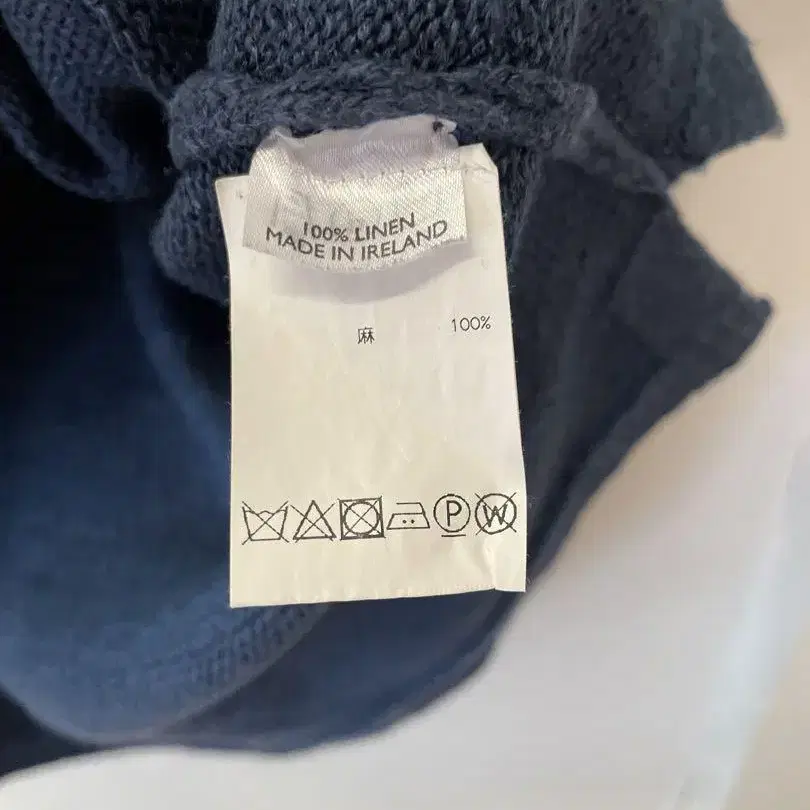 100% LINEN
MADE IN IRELAND
麻 100%
P W